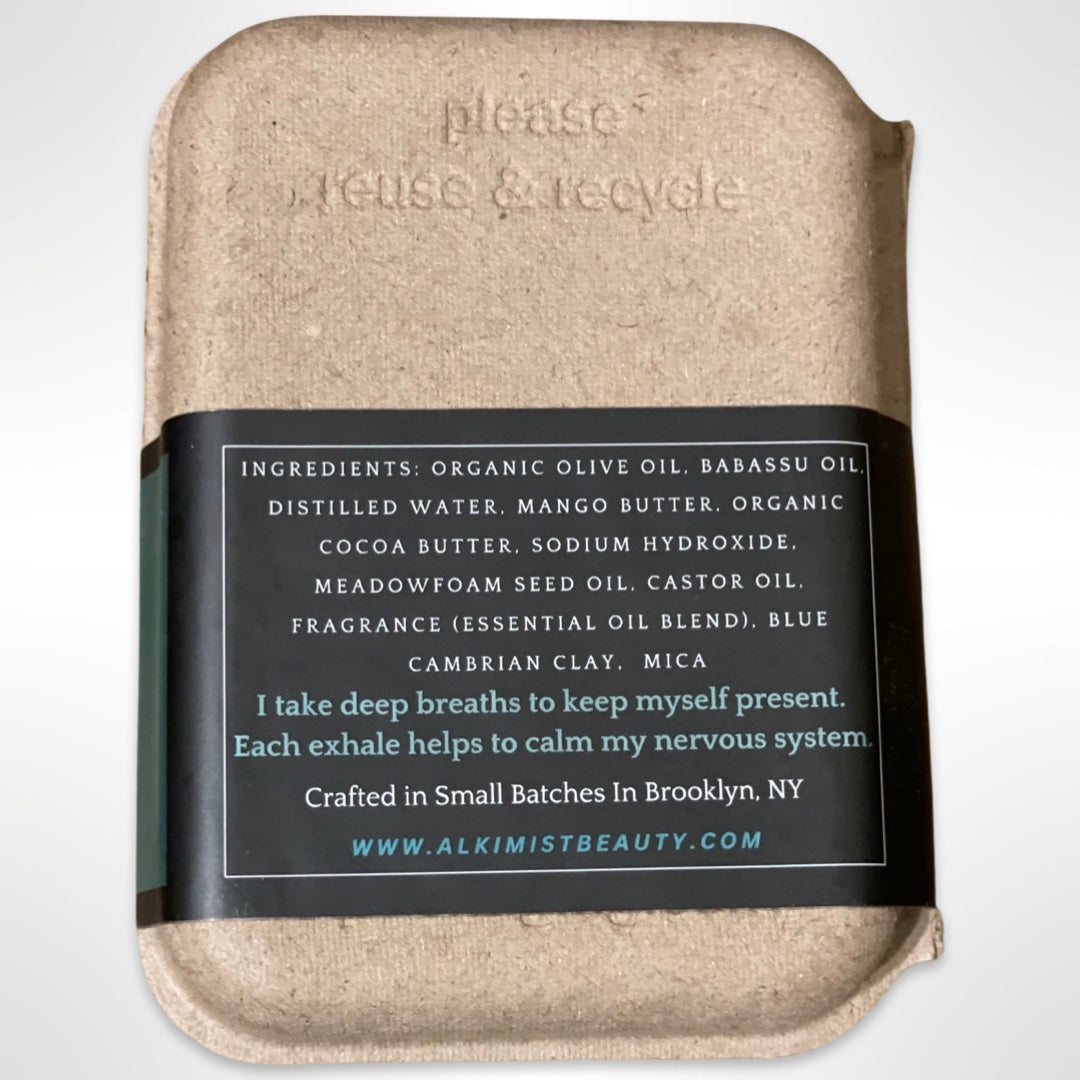 please
reuse & recycle
INGREDIENTS: ORGANIC OLIVE OIL, BABASSU OIL,
DISTILLED WATER, MANGO BUTTER, ORGANIC
COCOA BUTTER, SODIUM HYDROXIDE,
MEADOWFOAM SEED OIL, CASTOR OIL,
FRAGRANCE (ESSENTIAL OIL BLEND), BLUE
CAMBRIAN CLAY, MICA
I take deep breaths to keep myself present.
Each exhale helps to calm my nervous system.
Crafted in Small Batches In Brooklyn, NY
WWW.ALKIMISTBEAUTY.COM